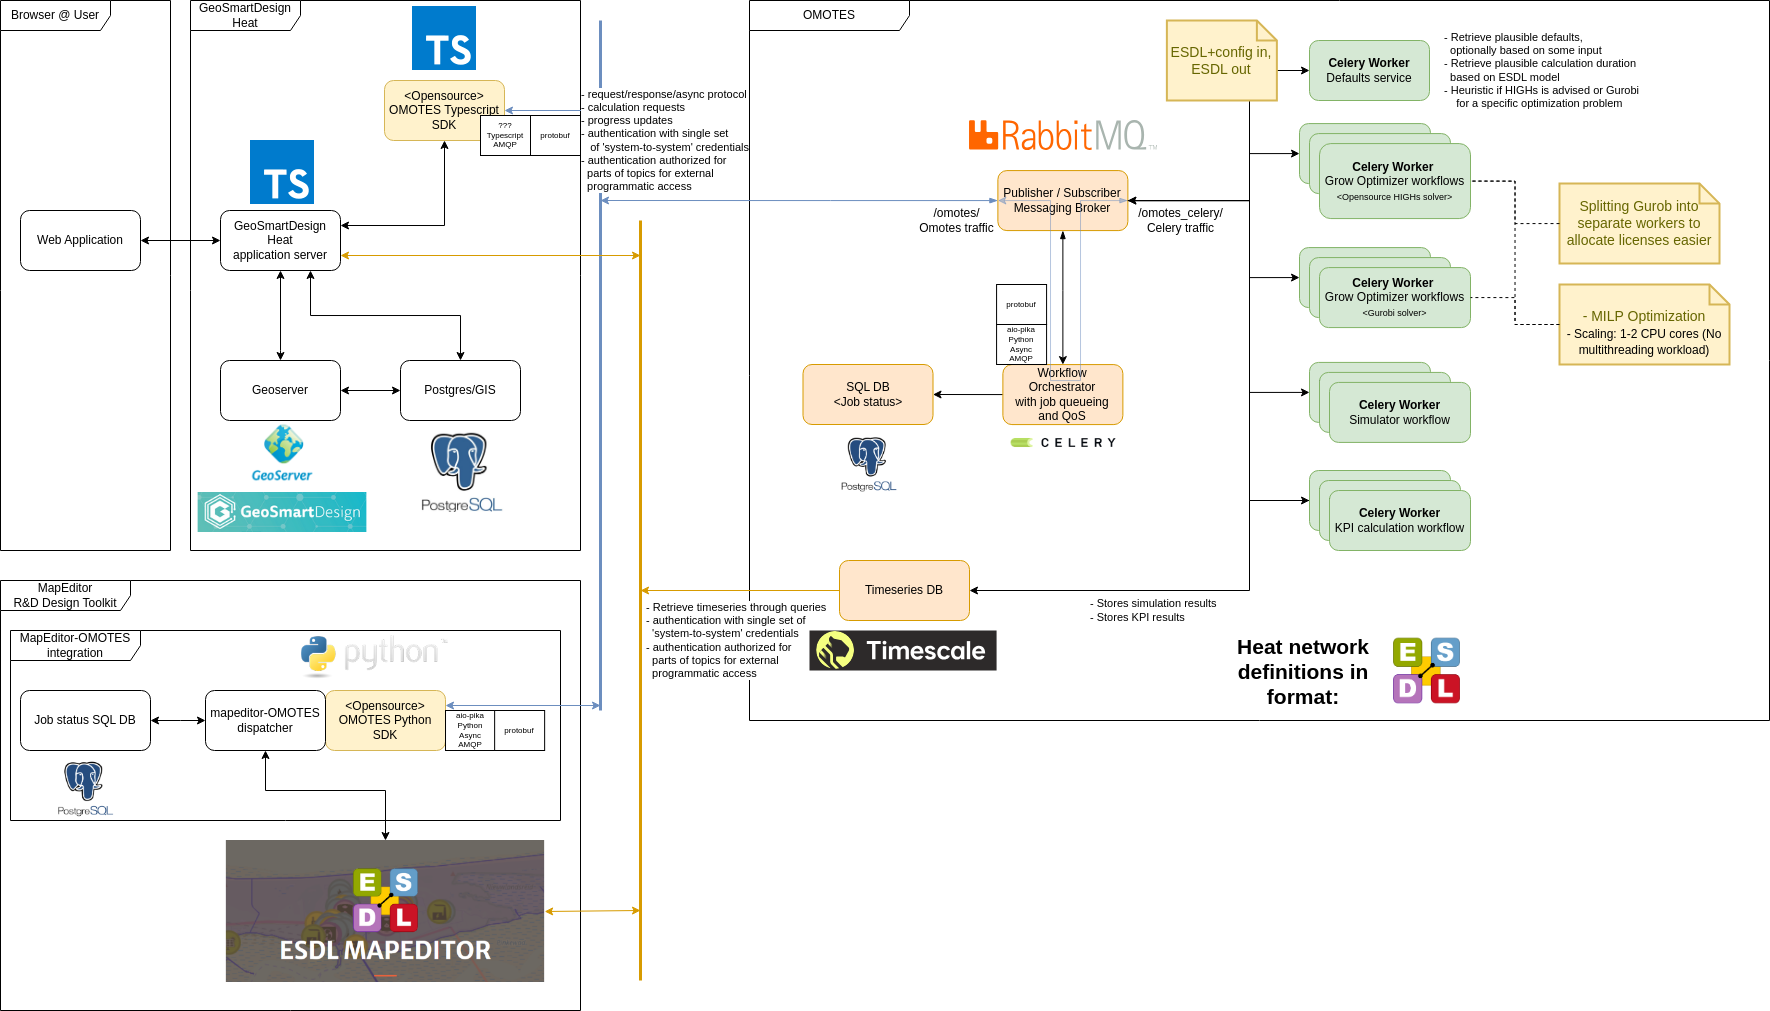 Browser @ User
GeoSmartDesign
Heat
TS
<Opensource>
OMOTES Typescript
SDK
???
Typescript
AMQP
protobuf
TS
GeoSmartDesign
Heat
application server
Web Application
Geoserver
Postgres/GIS
GeoServer
GeoSmartDesign
PostgreSQL
- request/response/async protocol
- calculation requests
- progress updates
- authentication with single set
of 'system-to-system' credentials
- authentication authorized for
parts of topics for external
programmatic access
OMOTES
RabbitMQ™
Publisher / Subscriber
Messaging Broker
/omotes/
Omotes traffic
/omotes_celery/
Celery traffic
protobuf
aio-pika
Python
Async
AMQP
Workflow
Orchestrator
with job queueing
and QoS
CELERY
SQL DB
<Job status>
PostgreSQL
ESDL+config in,
ESDL out
Celery Worker
Defaults service
- Retrieve plausible defaults,
optionally based on some input
- Retrieve plausible calculation duration
based on ESDL model
- Heuristic if HIGHs is advised or Gurobi
for a specific optimization problem
Celery Worker
Grow Optimizer workflows
<Opensource HIGHs solver>
Celery Worker
Grow Optimizer workflows
<Gurobi solver>
Splitting Gurob into
separate workers to
allocate licenses easier
- MILP Optimization
- Scaling: 1-2 CPU cores (No
multithreading workload)
Celery Worker
Simulator workflow
Celery Worker
KPI calculation workflow
Timeseries DB
Timescale
- Stores simulation results
- Stores KPI results
- Retrieve timeseries through queries
- authentication with single set of
'system-to-system' credentials
- authentication authorized for
parts of topics for external
programmatic access
Heat network
definitions in
format:
E S
D L
MapEditor
R&D Design Toolkit
MapEditor-OMOTES
integration
python™
Job status SQL DB
mapeditor-OMOTES
dispatcher
<Opensource>
OMOTES Python
SDK
aio-pika
Python
Async
AMQP
protobuf
PostgreSQL
E S
D L
ESDL MAPEDITOR